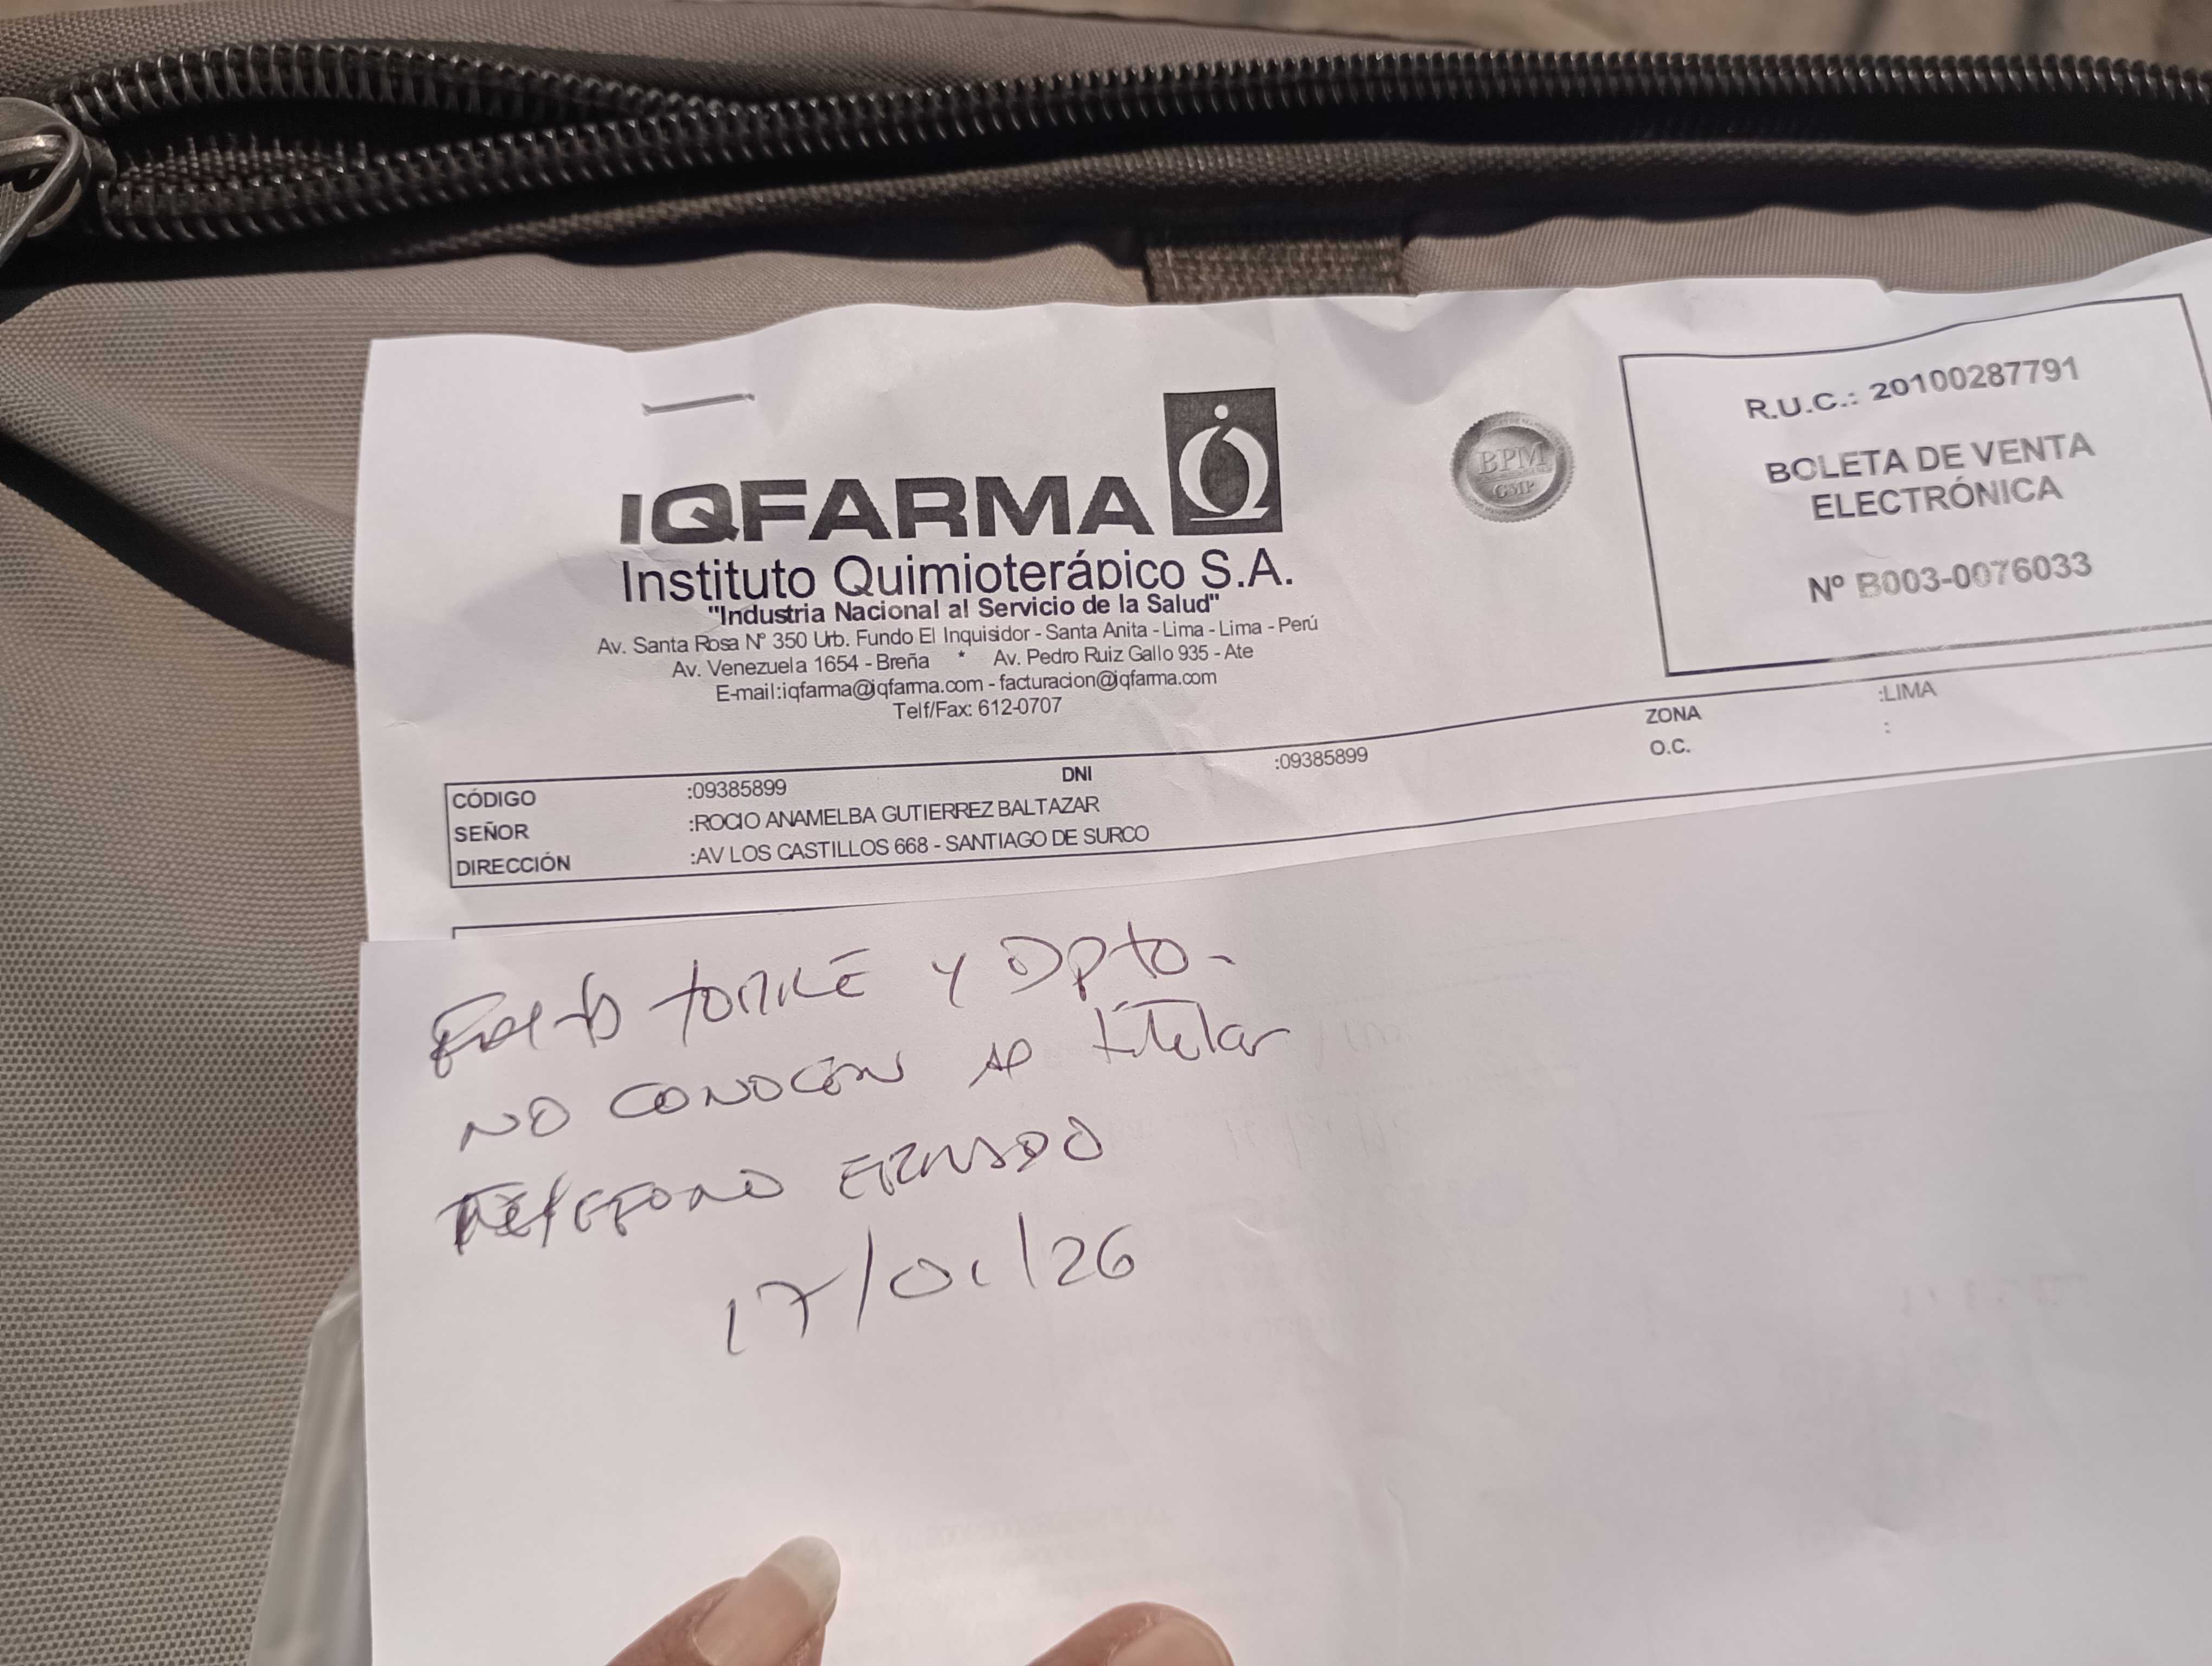 IQFARMA
Instituto Quimioterápico S.A.
"Industria Nacional al Servicio de la Salud"
Av. Santa Rosa Nº 350 Urb. Fundo El Inquisidor - Santa Anita - Lima - Lima - Perú
Av. Venezuela 1654 - Breña * Av. Pedro Ruiz Gallo 935 - Ate
E-mail:iqfarma@iqfarma.com - facturacion@iqfarma.com
Telf/Fax: 612-0707
BPM
GMP
R.U.C.: 20100287791
BOLETA DE VENTA
ELECTRÓNICA
Nº B003-0076033
CÓDIGO :09385899 DNI :09385899 ZONA :LIMA
SEÑOR :ROCIO ANAMELBA GUTIERREZ BALTAZAR O.C. :
DIRECCIÓN :AV LOS CASTILLOS 668 - SANTIAGO DE SURCO
Falta torre y Dpto.
NO CONOCEN AL titular
TELEFONO ERRADO
17/01/26